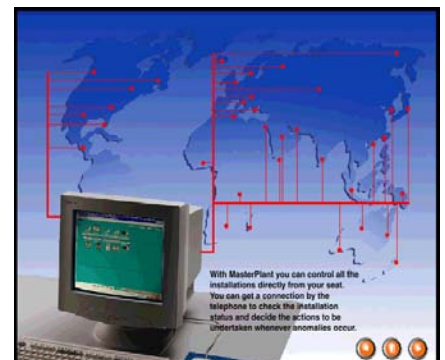 With MasterPlant you can control all the
installations directly from your seat.
You can get a connection by the
telephone to check the installation
status and decide the actions to be
undertaken whenever anomalies occur.